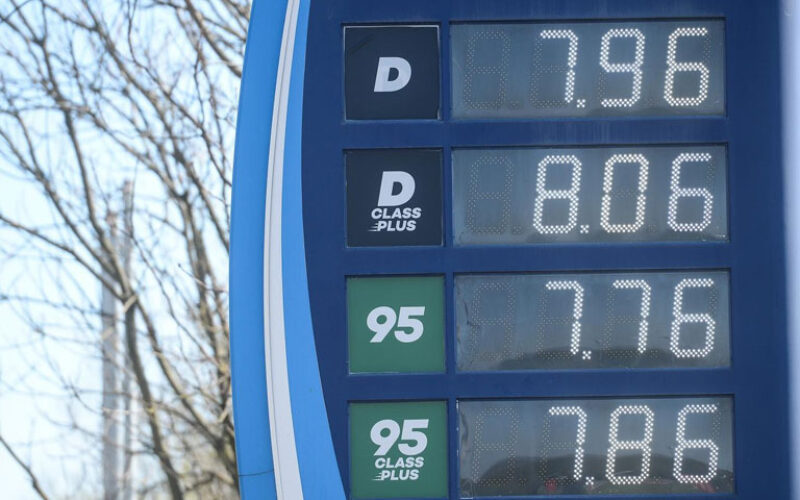 D 7.96
D 8.06
CLASS
PLUS
95 7.76
95 7.86
CLASS
PLUS